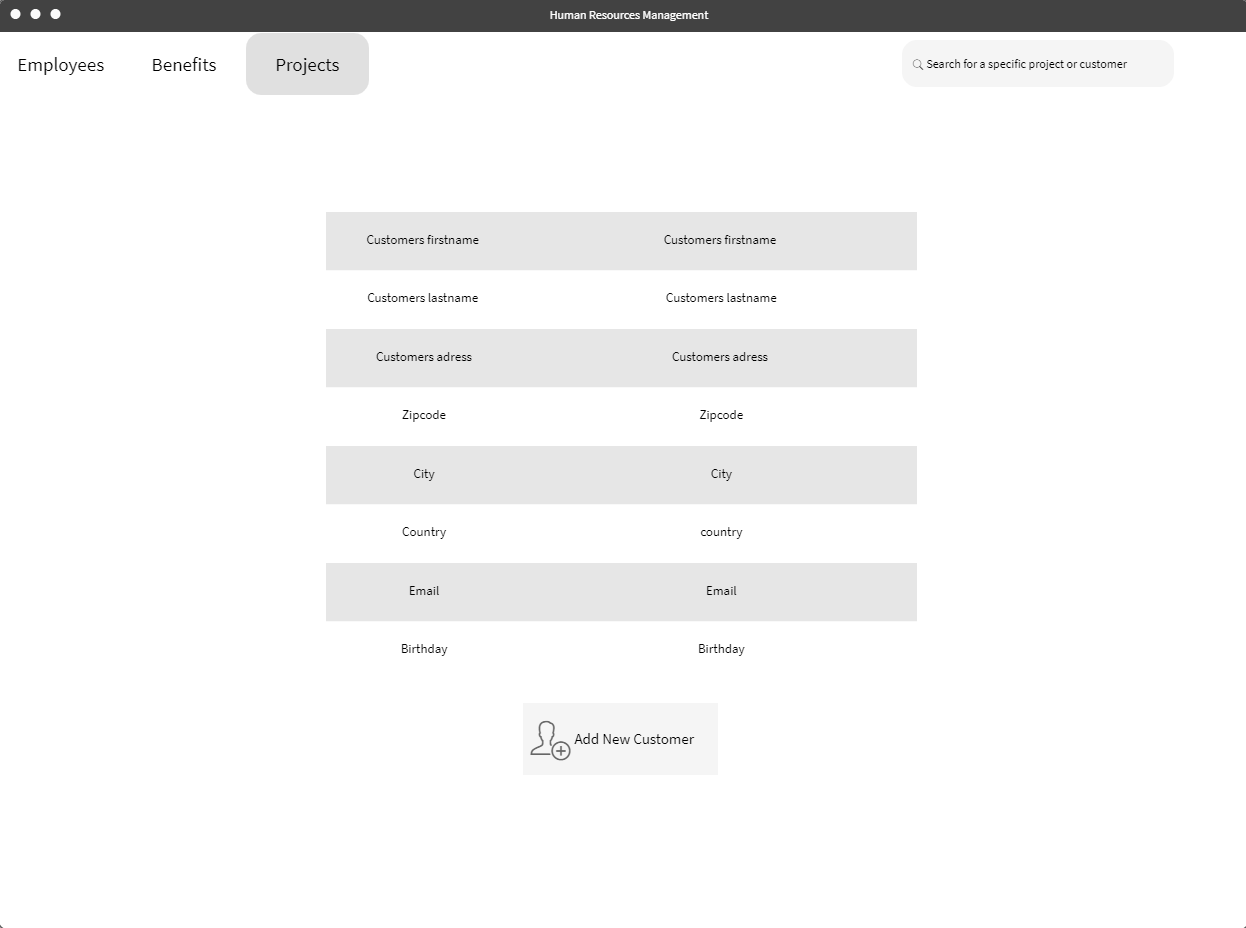 Human Resources Management
Employees Benefits Projects Search for a specific project or customer
Customers firstname Customers firstname
Customers lastname Customers lastname
Customers adress Customers adress
Zipcode Zipcode
City City
Country country
Email Email
Birthday Birthday
Add New Customer